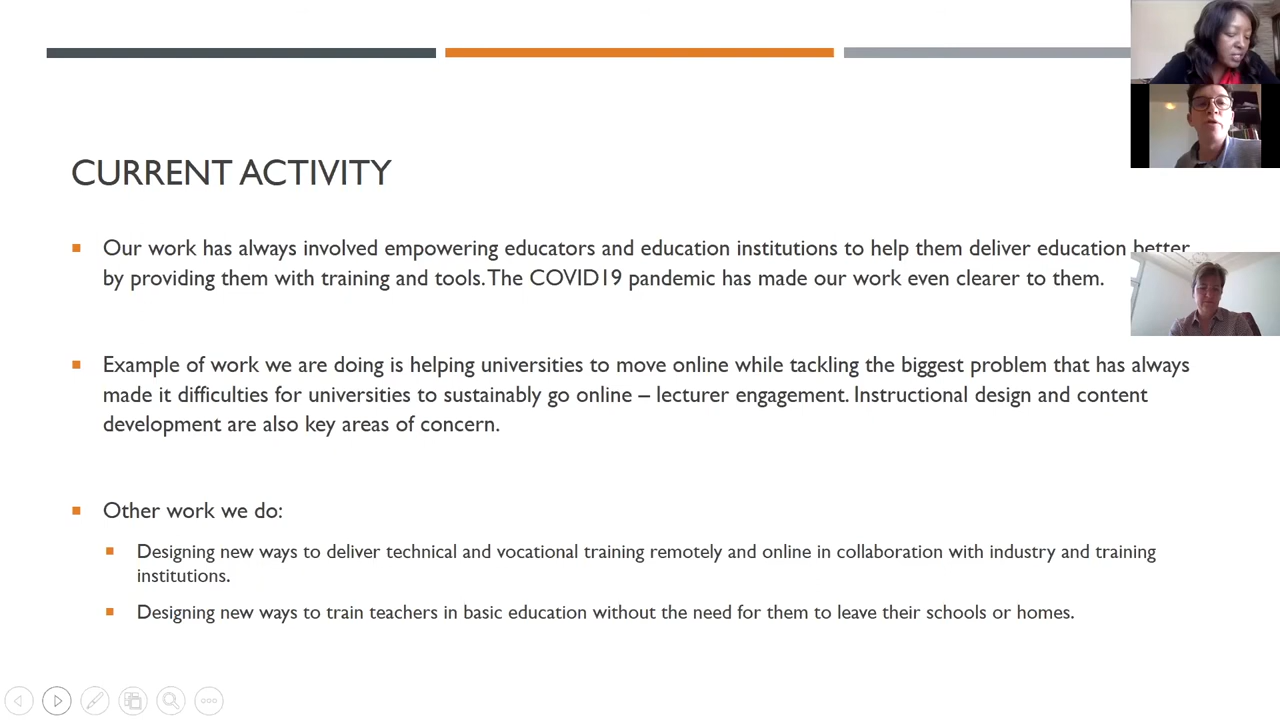 CURRENT ACTIVITY
Our work has always involved empowering educators and education institutions to help them deliver education better
by providing them with training and tools. The COVID19 pandemic has made our work even clearer to them.
Example of work we are doing is helping universities to move online while tackling the biggest problem that has always
made it difficulties for universities to sustainably go online – lecturer engagement. Instructional design and content
development are also key areas of concern.
Other work we do:
Designing new ways to deliver technical and vocational training remotely and online in collaboration with industry and training
institutions.
Designing new ways to train teachers in basic education without the need for them to leave their schools or homes.